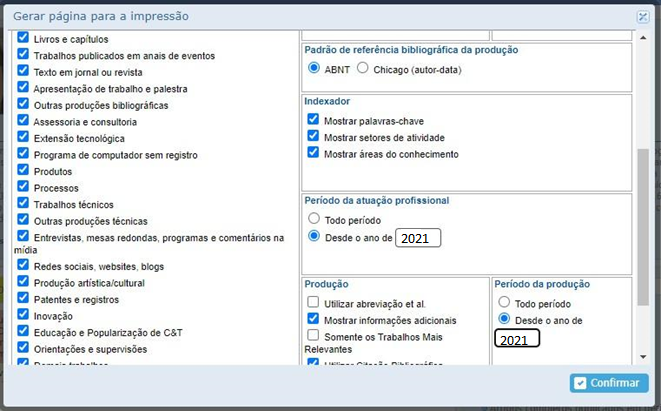 Gerar página para a impressão
Livros e capítulos
Trabalhos publicados em anais de eventos
Texto em jornal ou revista
Apresentação de trabalho e palestra
Outras produções bibliográficas
Assessoria e consultoria
Extensão tecnológica
Programa de computador sem registro
Produtos
Processos
Trabalhos técnicos
Outras produções técnicas
Entrevistas, mesas redondas, programas e comentários na
mídia
Redes sociais, websites, blogs
Produção artística/cultural
Patentes e registros
Inovação
Educação e Popularização de C&T
Orientações e supervisões
Demais trabalhos
Padrão de referência bibliográfica da produção
ABNT Chicago (autor-data)
Indexador
Mostrar palavras-chave
Mostrar setores de atividade
Mostrar áreas do conhecimento
Período da atuação profissional
Todo período
Desde o ano de 2021
Produção
Utilizar abreviação et al.
Mostrar informações adicionais
Somente os Trabalhos Mais
Relevantes
Utilizar Citação Bibliográfica
Período da produção
Todo período
Desde o ano de
2021
Confirmar